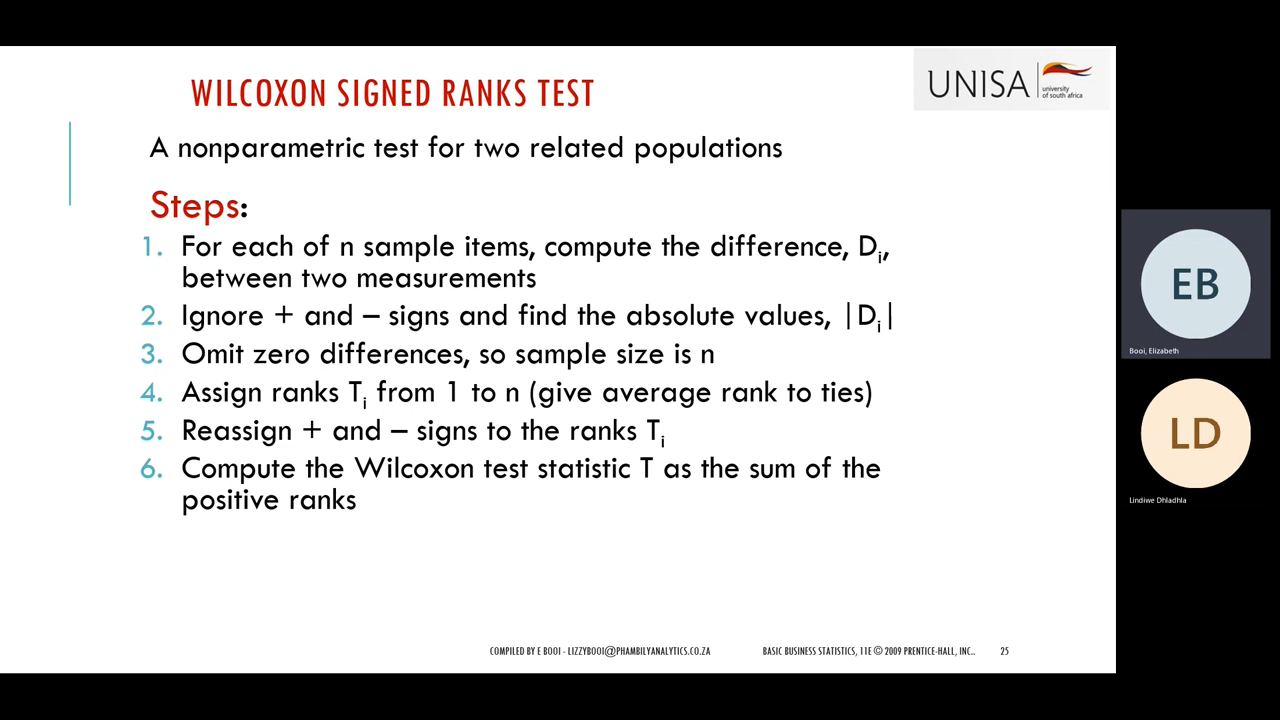 WILCOXON SIGNED RANKS TEST
UNISA
university
of south africa
A nonparametric test for two related populations
Steps:
1. For each of n sample items, compute the difference, Di,
between two measurements
2. Ignore + and – signs and find the absolute values, |Di|
3. Omit zero differences, so sample size is n
4. Assign ranks Ti from 1 to n (give average rank to ties)
5. Reassign + and – signs to the ranks Ti
6. Compute the Wilcoxon test statistic T as the sum of the
positive ranks
EB
Booi, Elizabeth
LD
Lindiwe Dhladhla
COMPILED BY E BOOI - LIZZYBOOI@PHAMBILYANALYTICS.CO.ZA
BASIC BUSINESS STATISTICS, 11E © 2009 PRENTICE-HALL, INC..
25